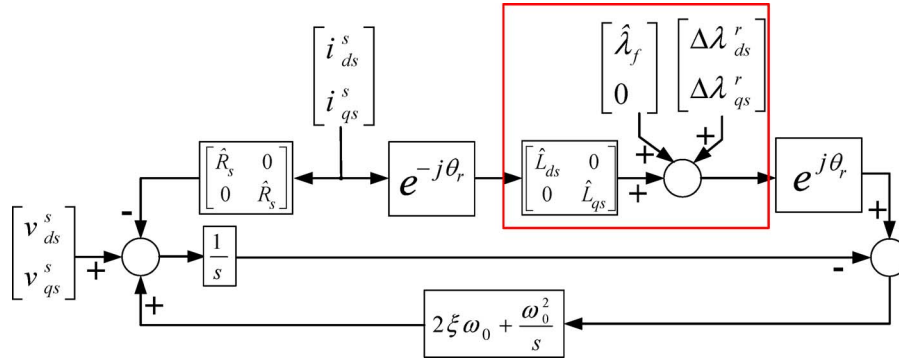 [i^s_ds
i^s_qs]
[λ̂_f
0]
[Δλ^r_ds
Δλ^r_qs]
+ +
[R̂_s 0
0 R̂_s]
e^{-jθ_r}
[L̂_ds 0
0 L̂_qs]
+
e^{jθ_r}
-
+
[v^s_ds
v^s_qs]
+
1/s
-
+
2ξω_0 + ω_0^2/s